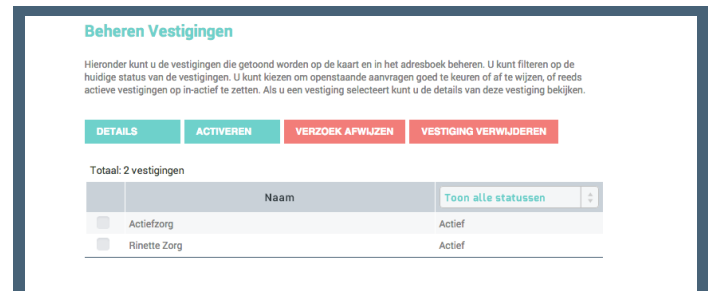 Beheren Vestigingen
Hieronder kunt u de vestigingen die getoond worden op de kaart en in het adresboek beheren. U kunt filteren op de
huidige status van de vestigingen. U kunt kiezen om openstaande aanvragen goed te keuren of af te wijzen, of reeds
actieve vestigingen op in-actief te zetten. Als u een vestiging selecteert kunt u de details van deze vestiging bekijken.
DETAILS ACTIVEREN VERZOEK AFWIJZEN VESTIGING VERWIJDEREN
Totaal: 2 vestigingen
Naam Toon alle statussen
Actiefzorg Actief
Rinette Zorg Actief